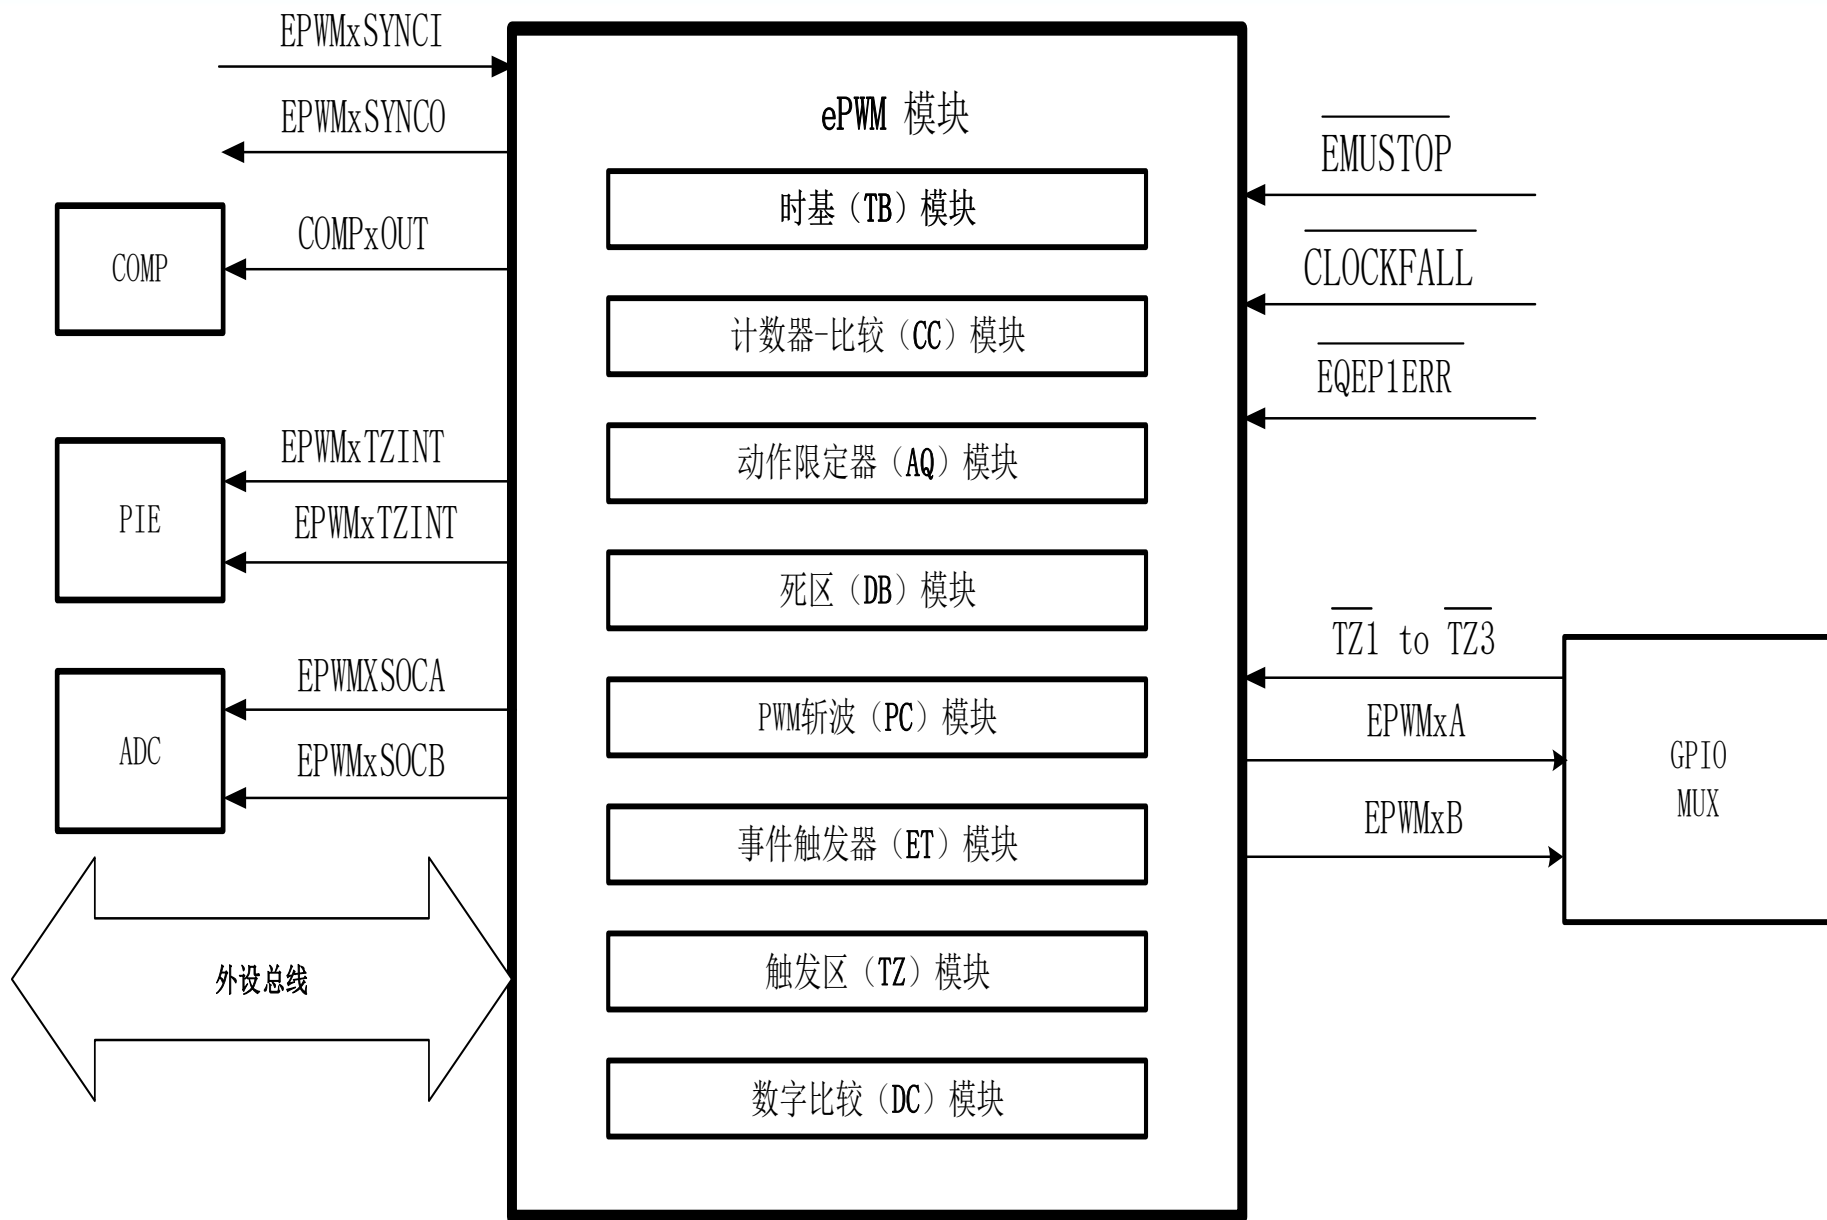 EPWMxSYNCI
EPWMxSYNCO
COMP
COMPxOUT
PIE
EPWMxTZINT
EPWMxTZINT
ADC
EPWMXSOCA
EPWMxSOCB
外设总线
ePWM 模块
时基（TB）模块
计数器-比较（CC）模块
动作限定器（AQ）模块
死区（DB）模块
PWM斩波（PC）模块
事件触发器（ET）模块
触发区（TZ）模块
数字比较（DC）模块
EMUSTOP
CLOCKFALL
EQEP1ERR
TZ1 to TZ3
EPWMxA
EPWMxB
GPIO
MUX